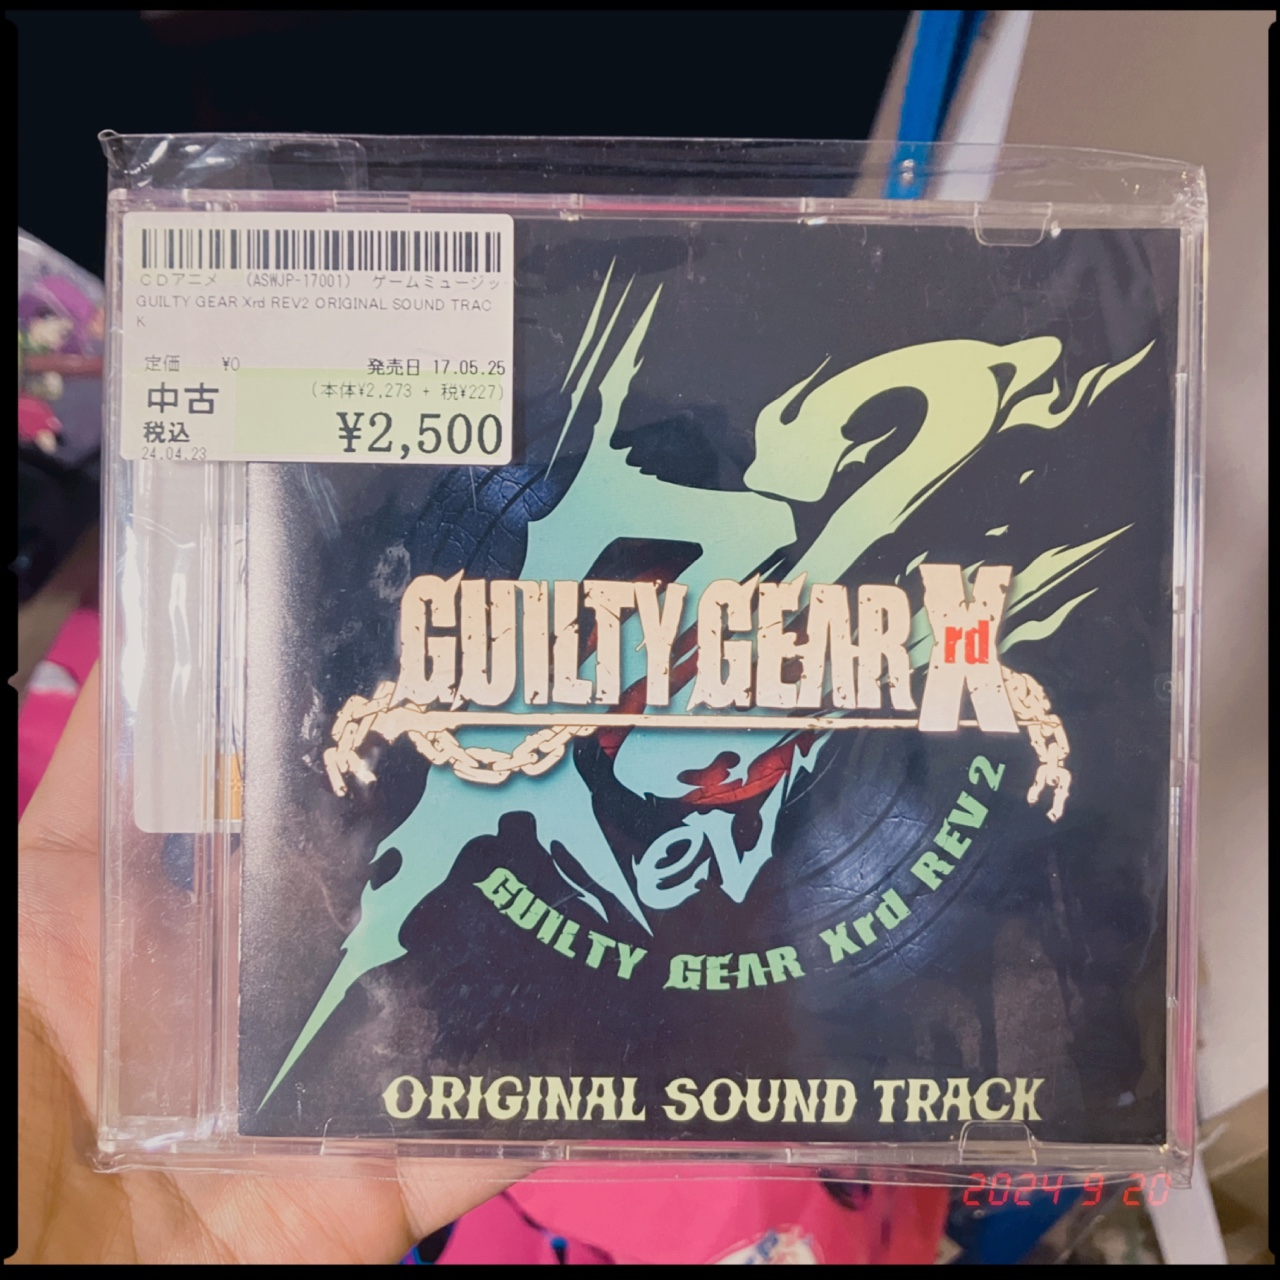 CDアニメ (ASWJP-17001) ゲームミュージッ
GUILTY GEAR Xrd REV2 ORIGINAL SOUND TRAC
K
定価 ¥0 発売日 17.05.25
中古 (本体¥2,273 + 税¥227)
税込 ¥2,500
24.04.23
2
GUILTY GEAR Xrd
Rev
GUILTY GEAR Xrd REV 2
ORIGINAL SOUND TRACK
2024 9 20